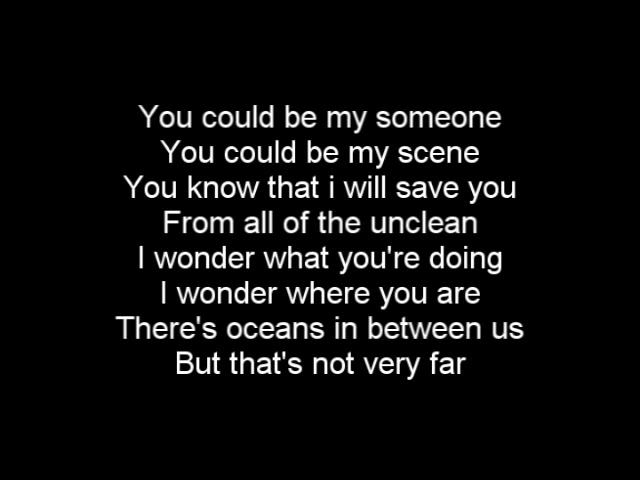 You could be my someone
You could be my scene
You know that i will save you
From all of the unclean
I wonder what you're doing
I wonder where you are
There's oceans in between us
But that's not very far